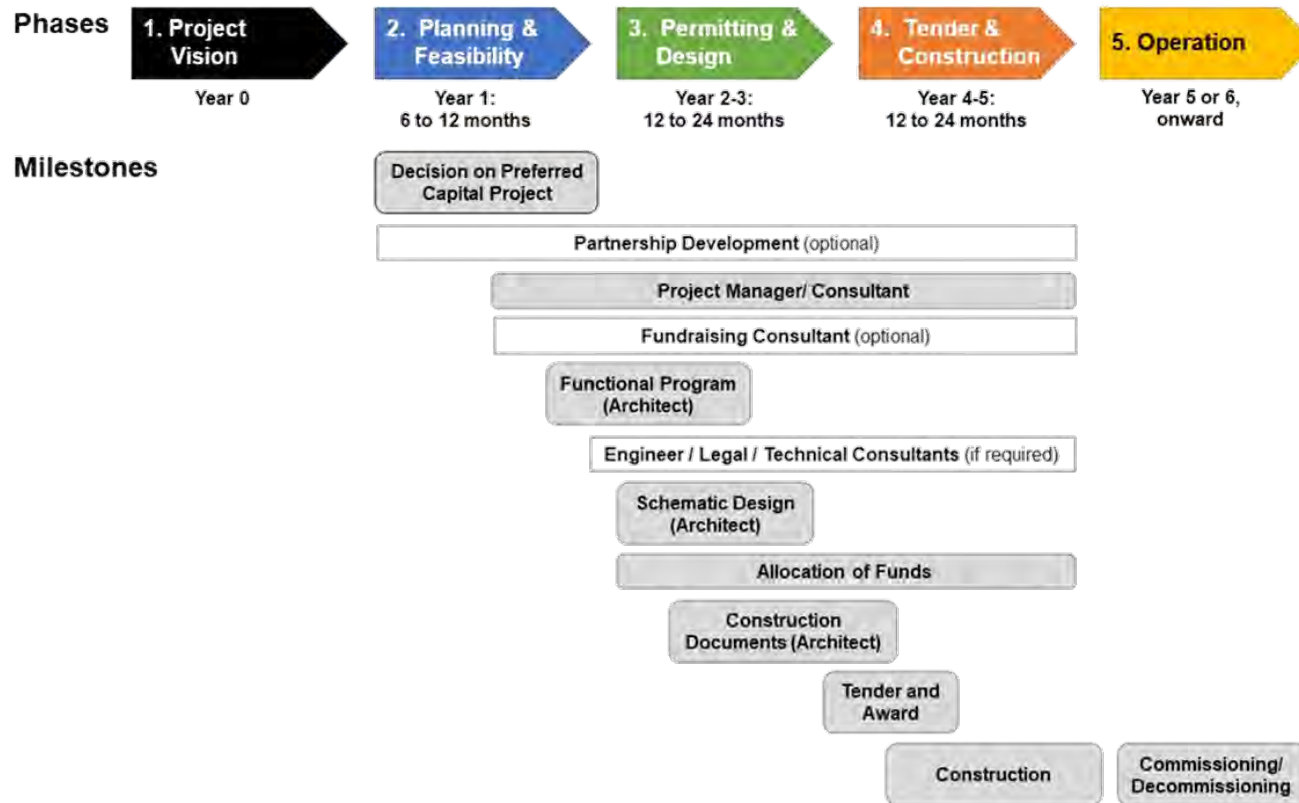 Phases
1. Project
Vision
2. Planning &
Feasibility
3. Permitting &
Design
4. Tender &
Construction
5. Operation
Year 0
Year 1:
6 to 12 months
Year 2-3:
12 to 24 months
Year 4-5:
12 to 24 months
Year 5 or 6,
onward
Milestones
Decision on Preferred
Capital Project
Partnership Development (optional)
Project Manager/ Consultant
Fundraising Consultant (optional)
Functional Program
(Architect)
Engineer / Legal / Technical Consultants (if required)
Schematic Design
(Architect)
Allocation of Funds
Construction
Documents (Architect)
Tender and
Award
Construction
Commissioning/
Decommissioning